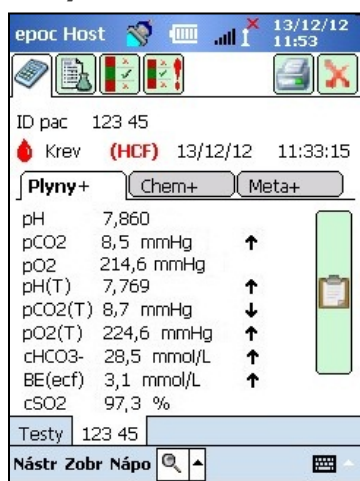 epoc Host 13/12/12
11:53
ID pac 123 45
Krev (HCF) 13/12/12 11:33:15
Plyny+ Chem+ Meta+
pH 7,860
pCO2 8,5 mmHg ↑
pO2 214,6 mmHg
pH(T) 7,769 ↑
pCO2(T) 8,7 mmHg ↓
pO2(T) 224,6 mmHg ↑
cHCO3- 28,5 mmol/L ↑
BE(ecf) 3,1 mmol/L ↑
cSO2 97,3 %
Testy 123 45
Nástr Zobr Nápo